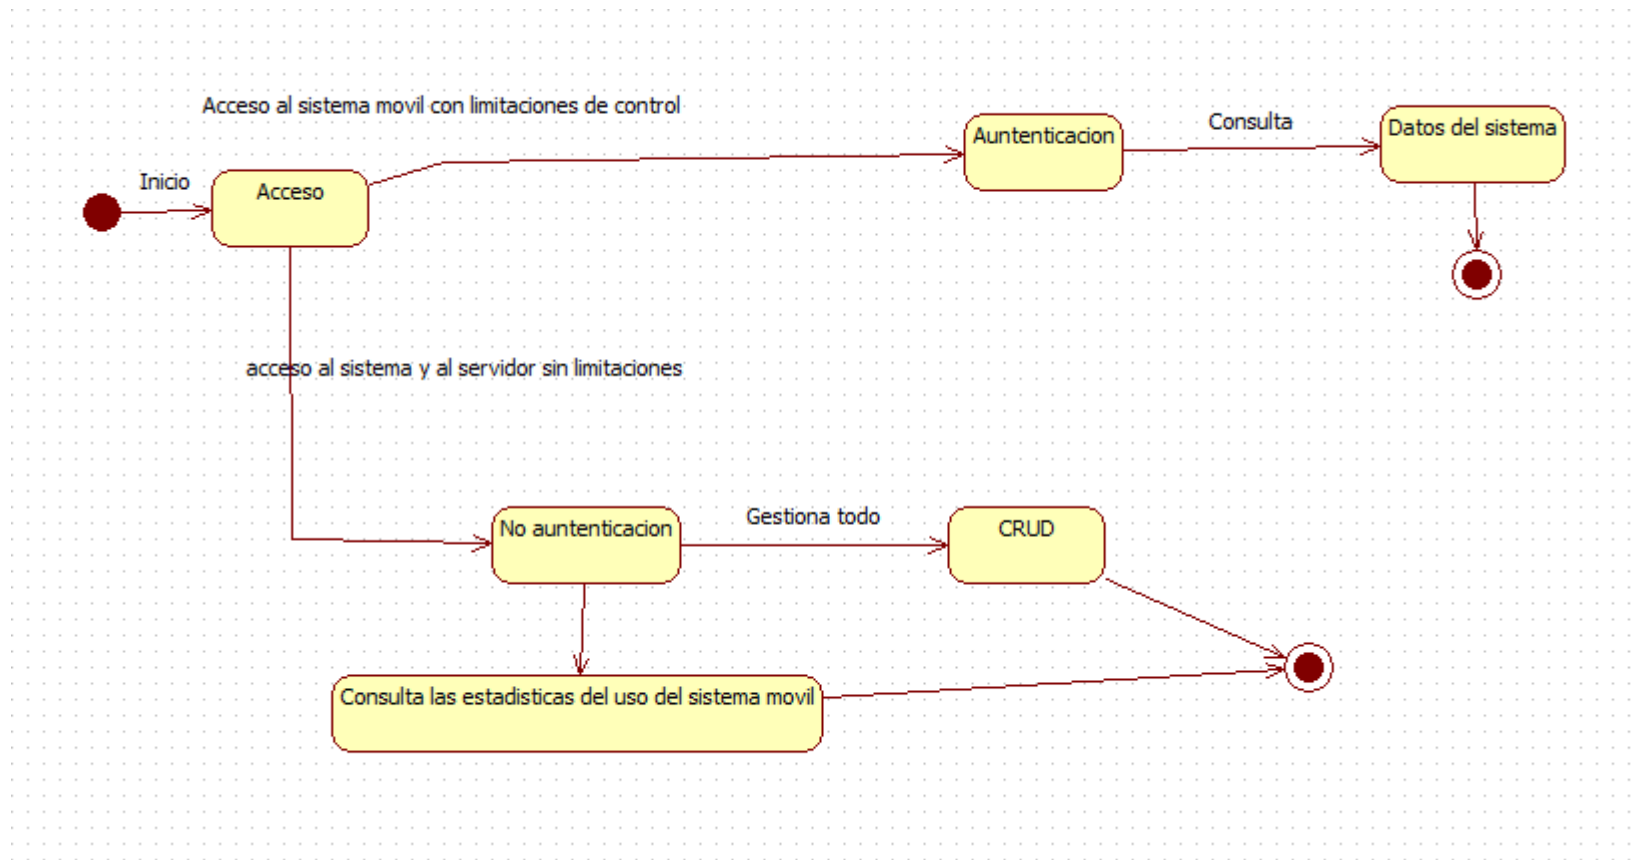 Acceso al sistema movil con limitaciones de control
Auntenticacion
Consulta
Datos del sistema
Inicio
Acceso
acceso al sistema y al servidor sin limitaciones
No auntenticacion
Gestiona todo
CRUD
Consulta las estadisticas del uso del sistema movil